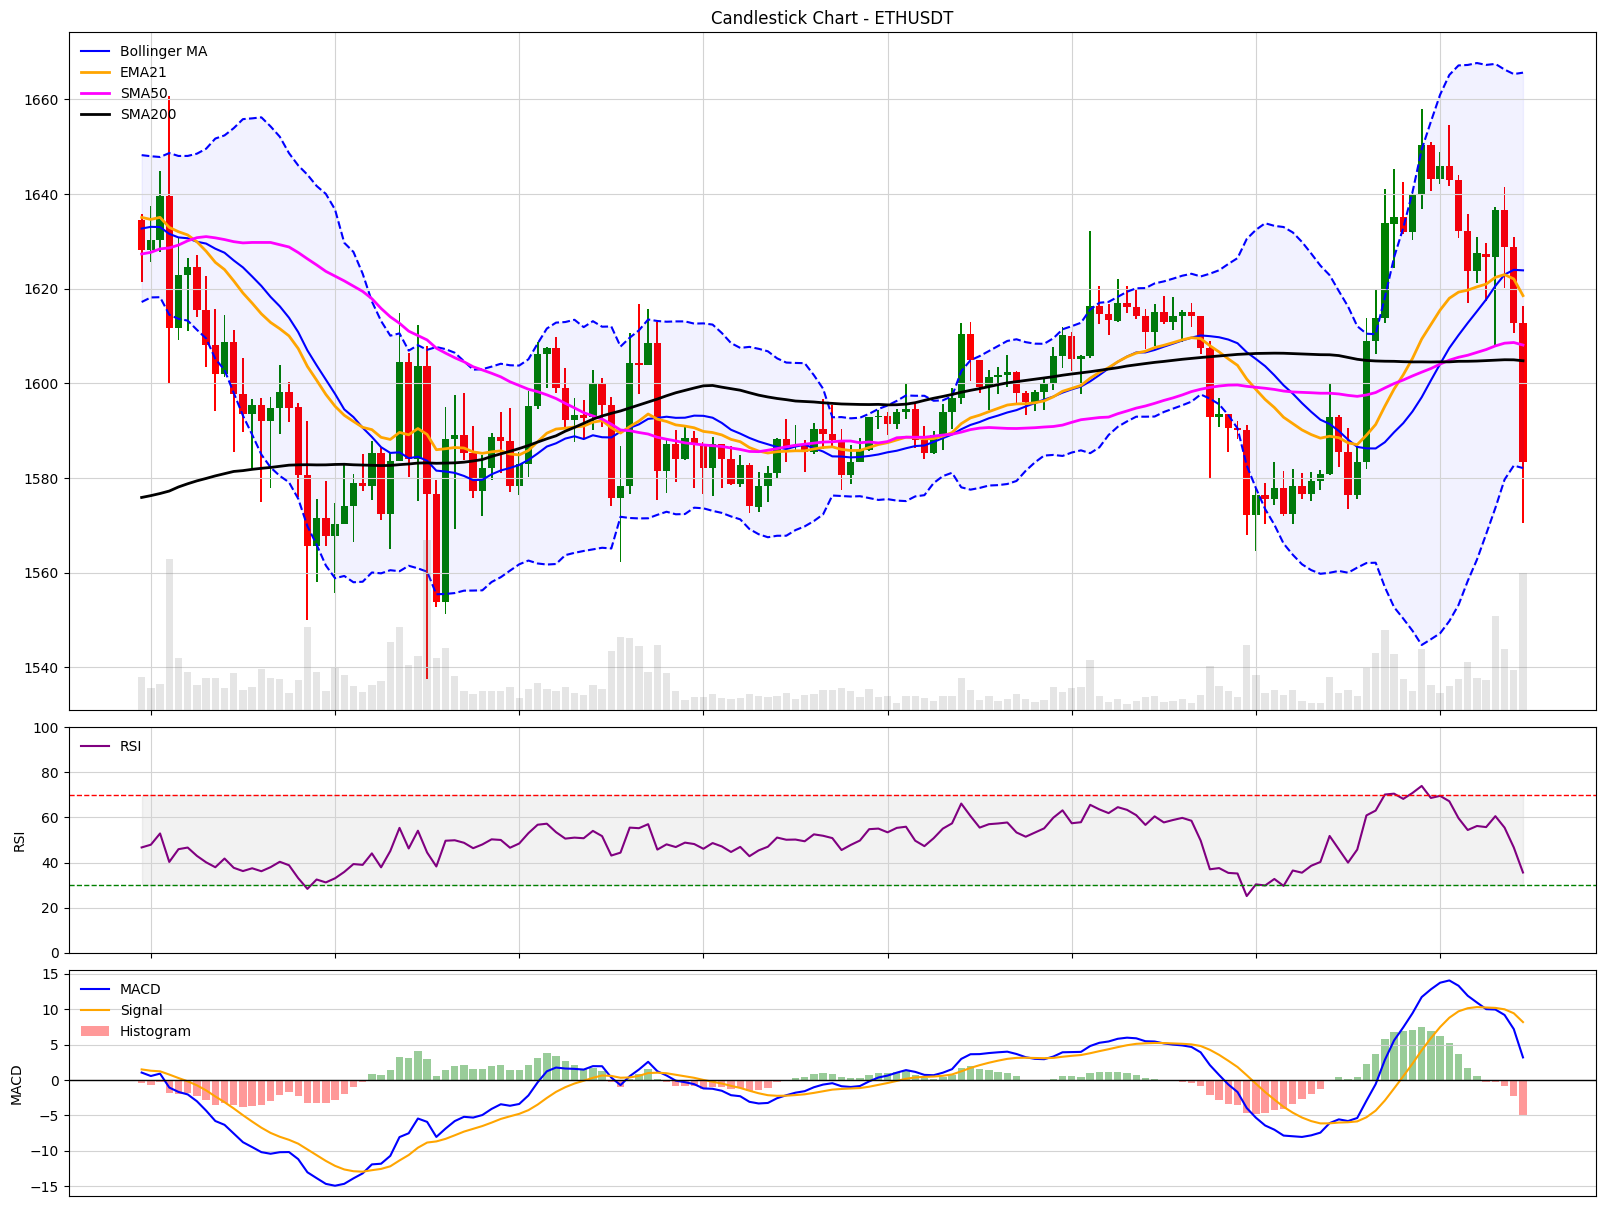 Candlestick Chart - ETHUSDT
Bollinger MA
EMA21
SMA50
SMA200
1660
1640
1620
1600
1580
1560
1540
RSI
100
80
60
40
20
0
RSI
MACD
Signal
Histogram
15
10
5
0
−5
−10
−15
MACD